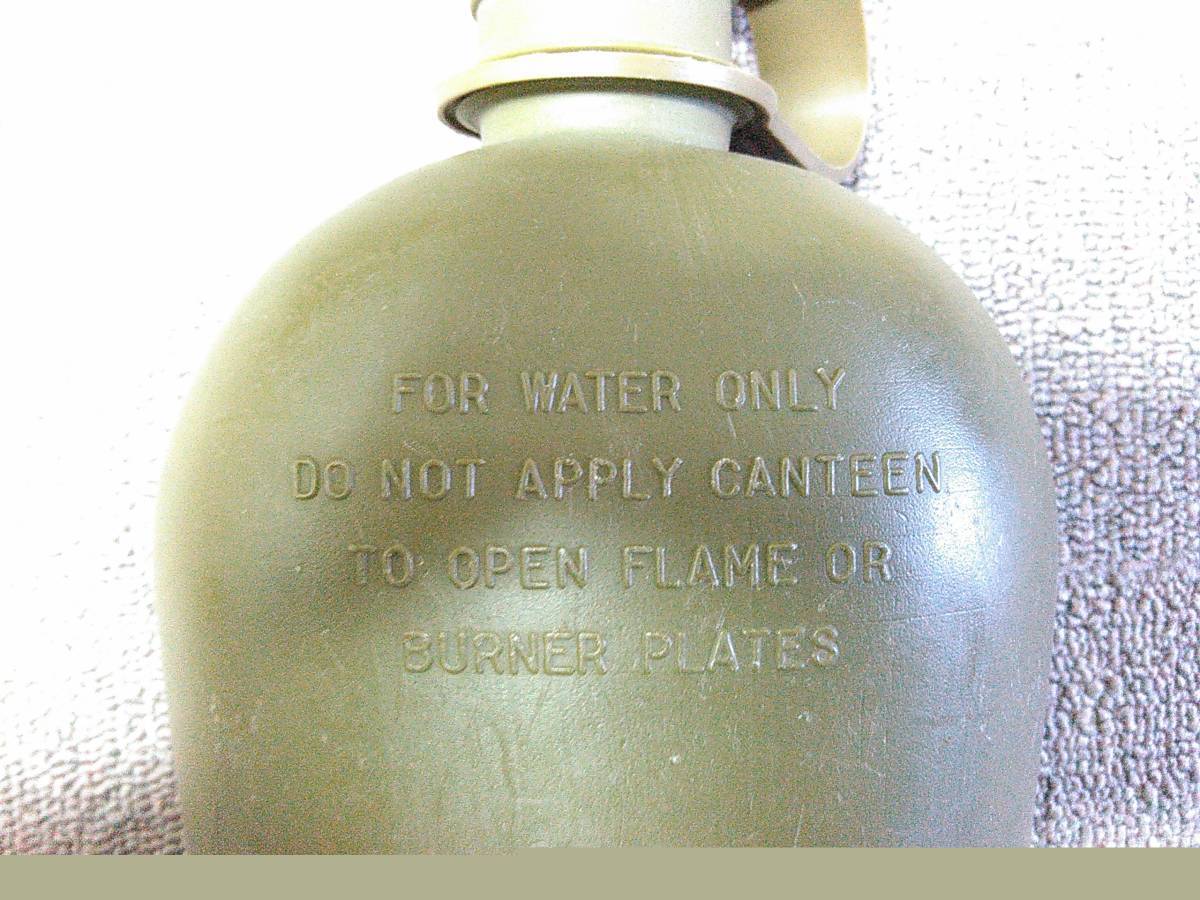 FOR WATER ONLY
DO NOT APPLY CANTEEN
TO OPEN FLAME OR
BURNER PLATES